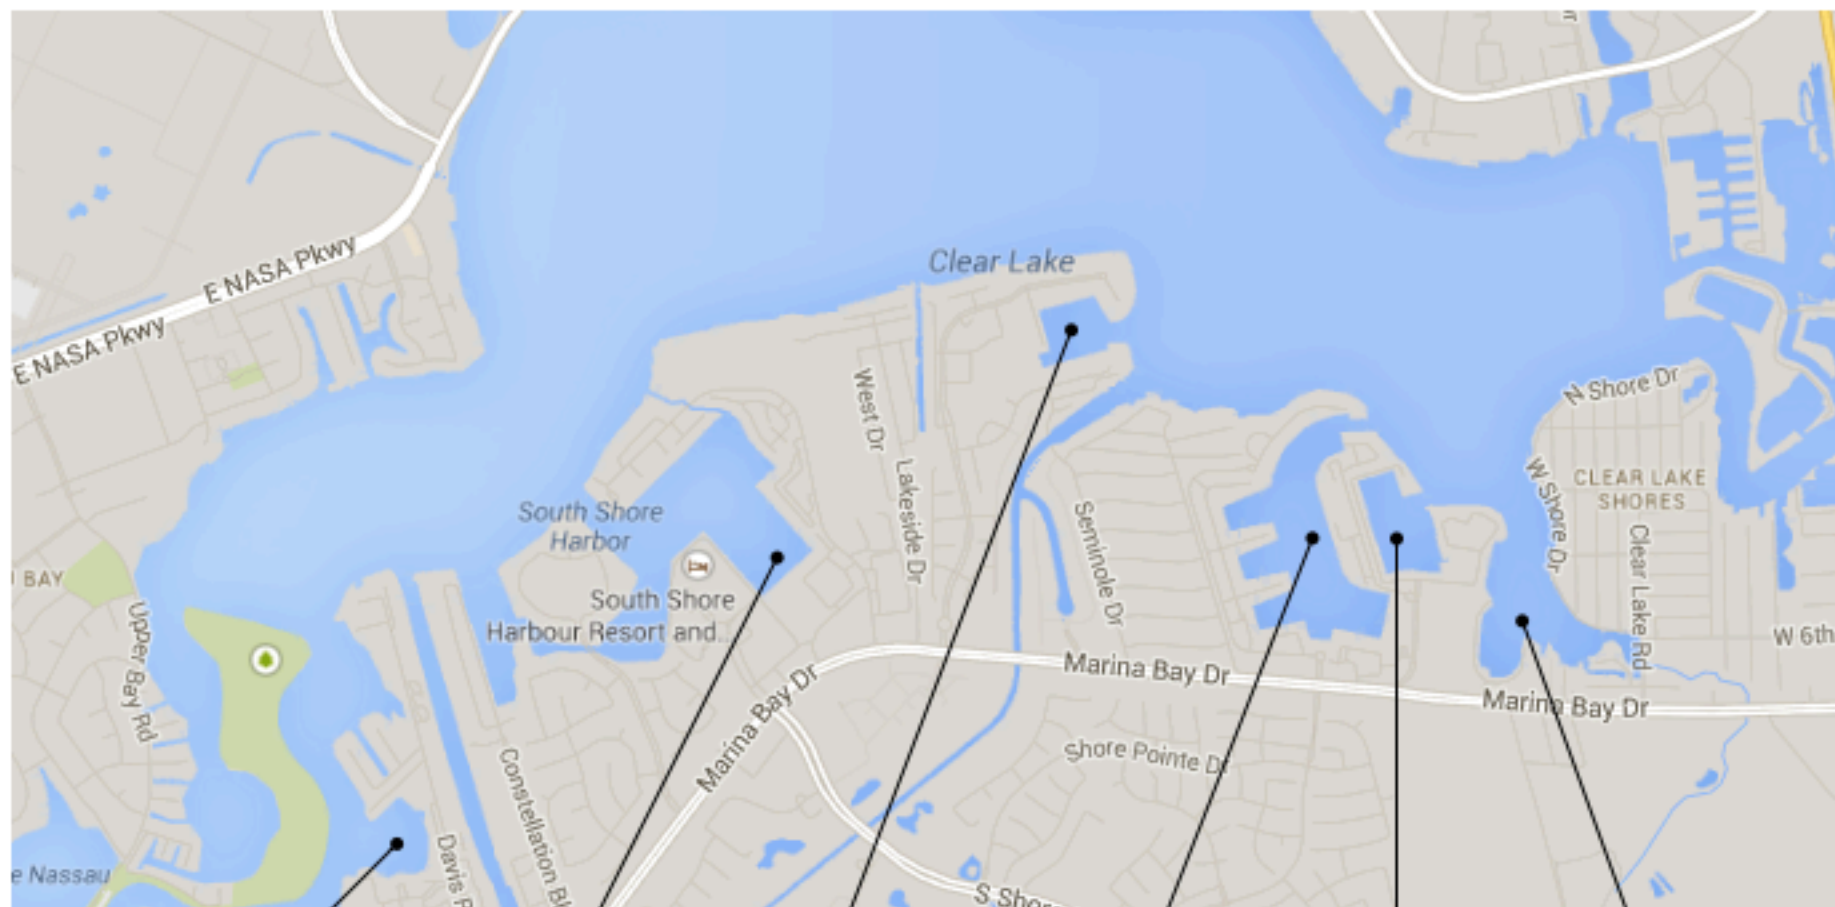 Clear Lake
E NASA Pkwy
E NASA Pkwy
N Shore Dr
West Dr
CLEAR LAKE
SHORES
W Shore Dr
Lakeside Dr
South Shore
Harbor
Seminole Dr
Clear Lake Rd
BAY
South Shore
Harbour Resort and...
Upper Bay Rd
W 6th
Marina Bay Dr
Marina Bay Dr
Marina Bay Dr
Shore Pointe D
Constellation Bl
Davis
e Nassau
S Shor